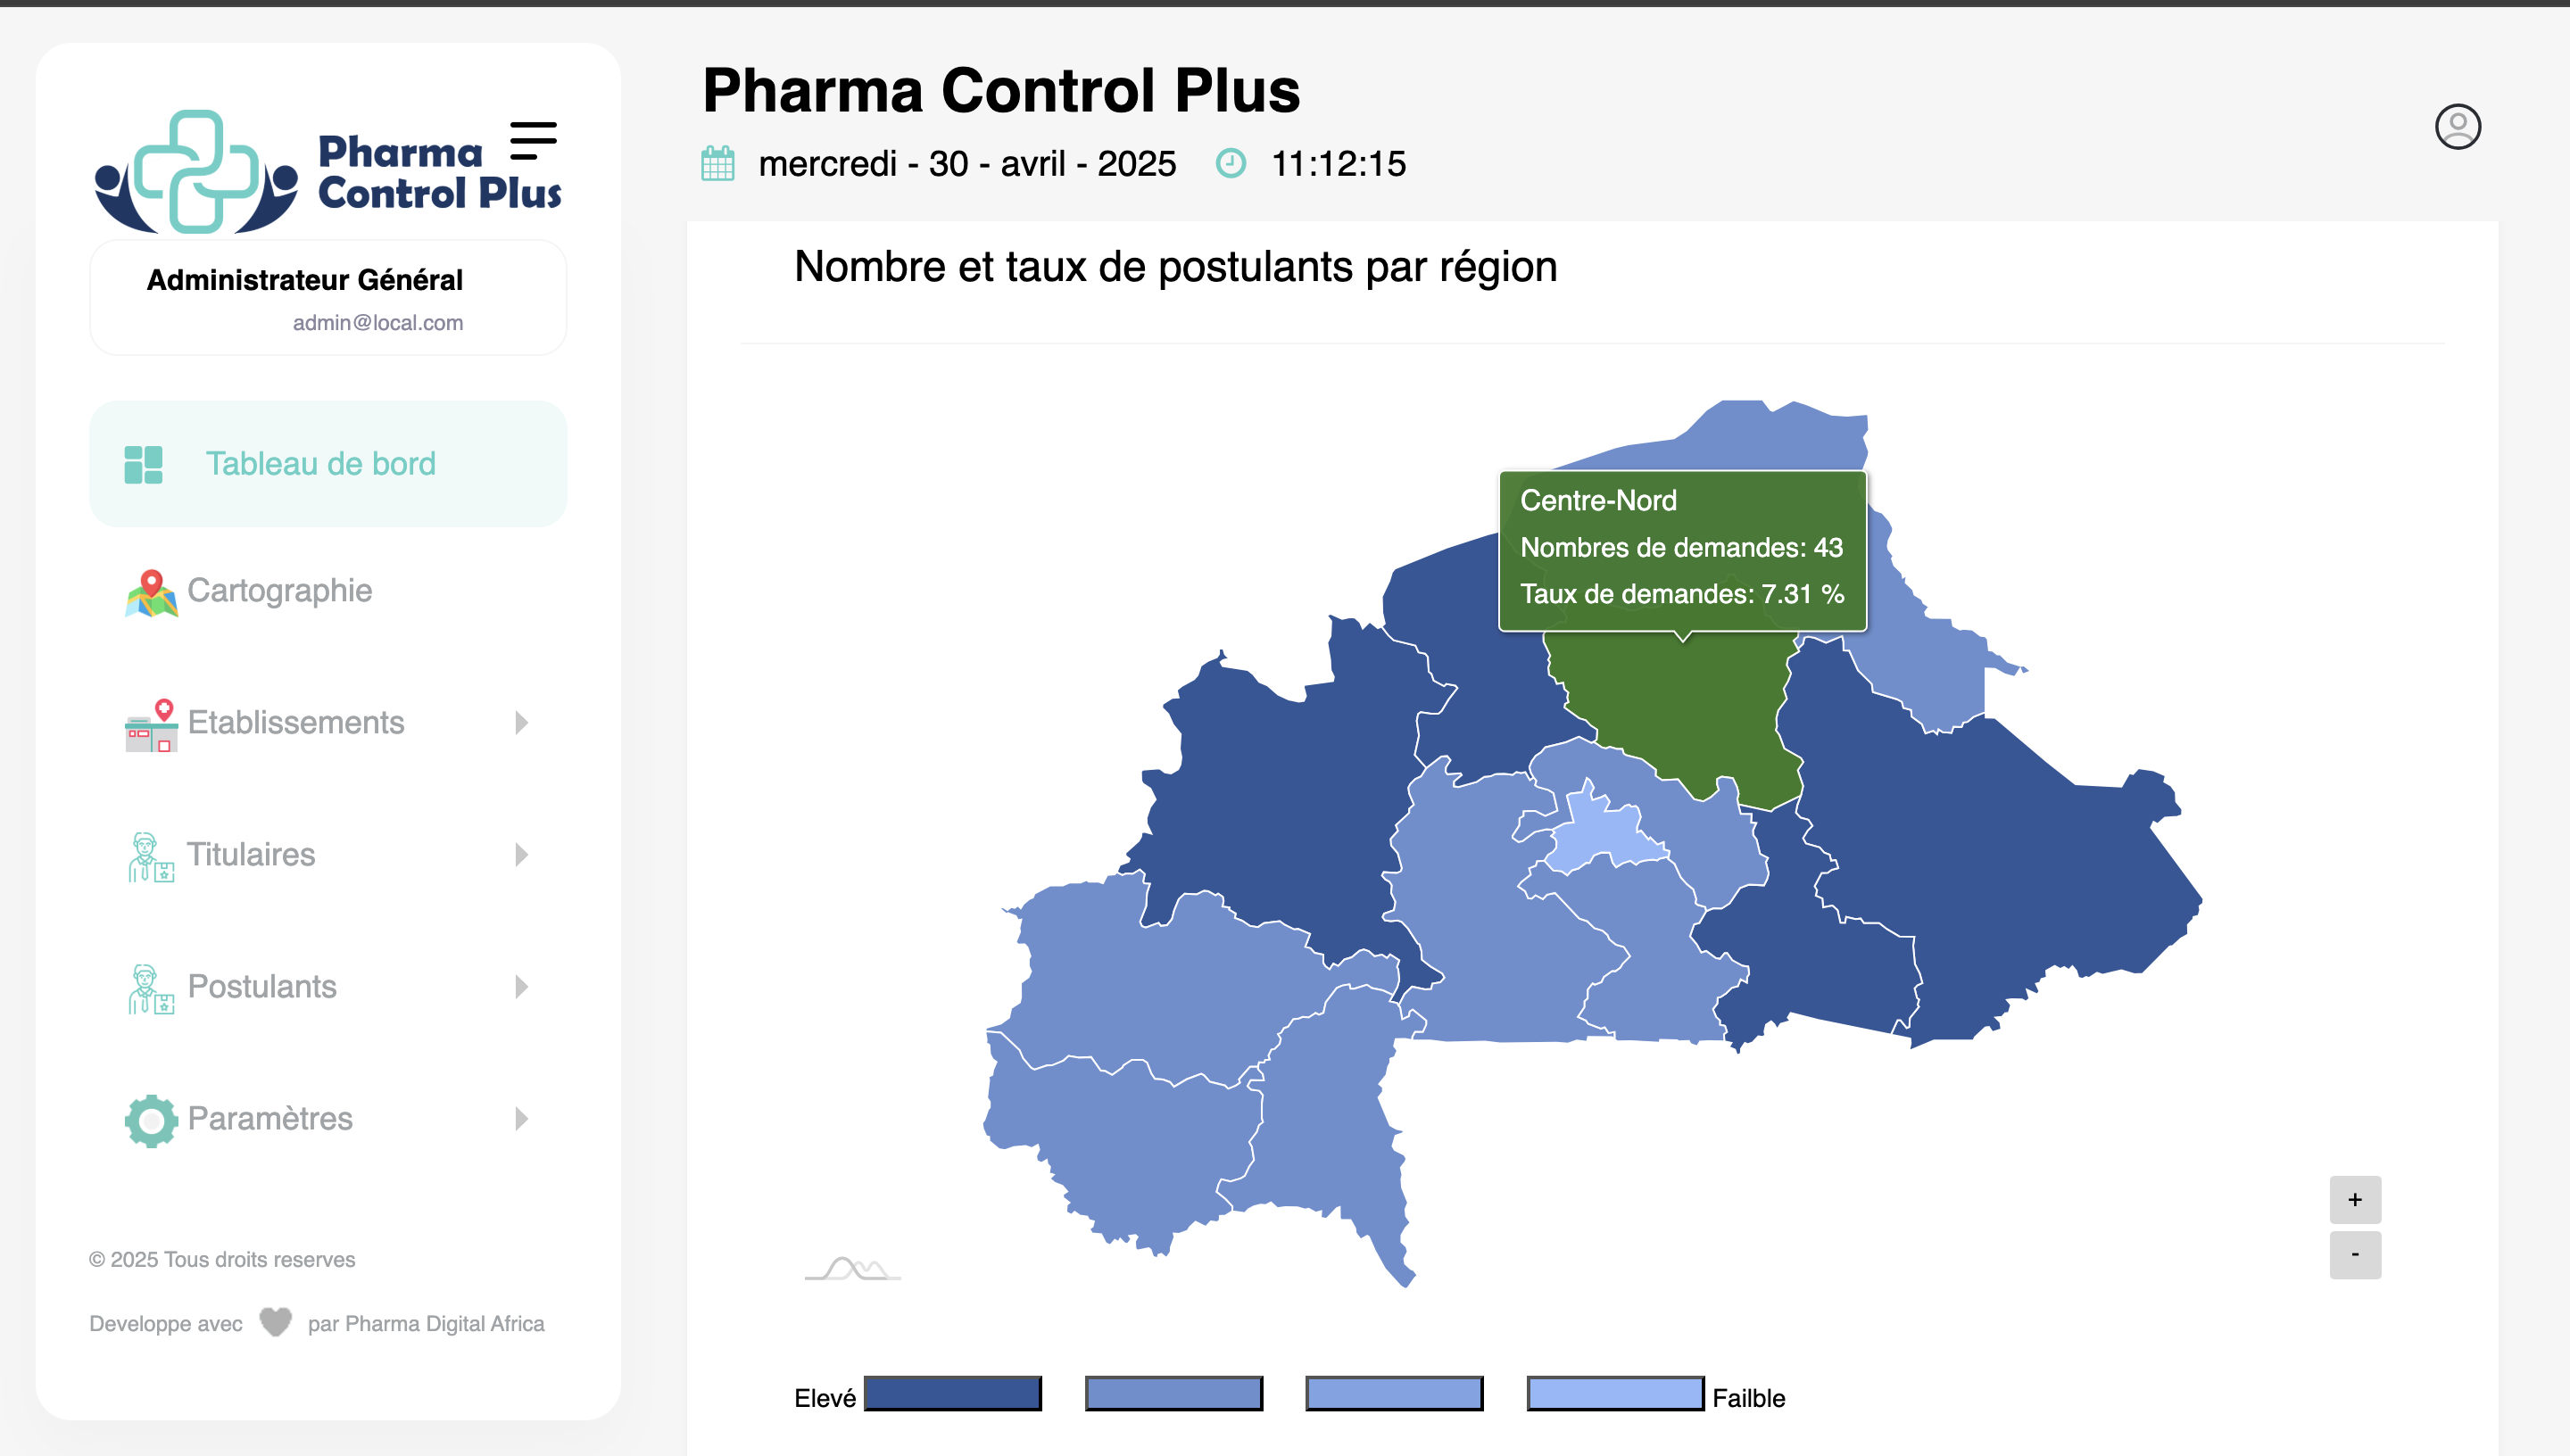 Pharma
Control Plus
Administrateur Général
admin@local.com
Tableau de bord
Cartographie
Etablissements
Titulaires
Postulants
Paramètres
© 2025 Tous droits reserves
Developpe avec par Pharma Digital Africa
Pharma Control Plus
mercredi - 30 - avril - 2025 11:12:15
Nombre et taux de postulants par région
Centre-Nord
Nombres de demandes: 43
Taux de demandes: 7.31 %
+
-
Elevé Failble